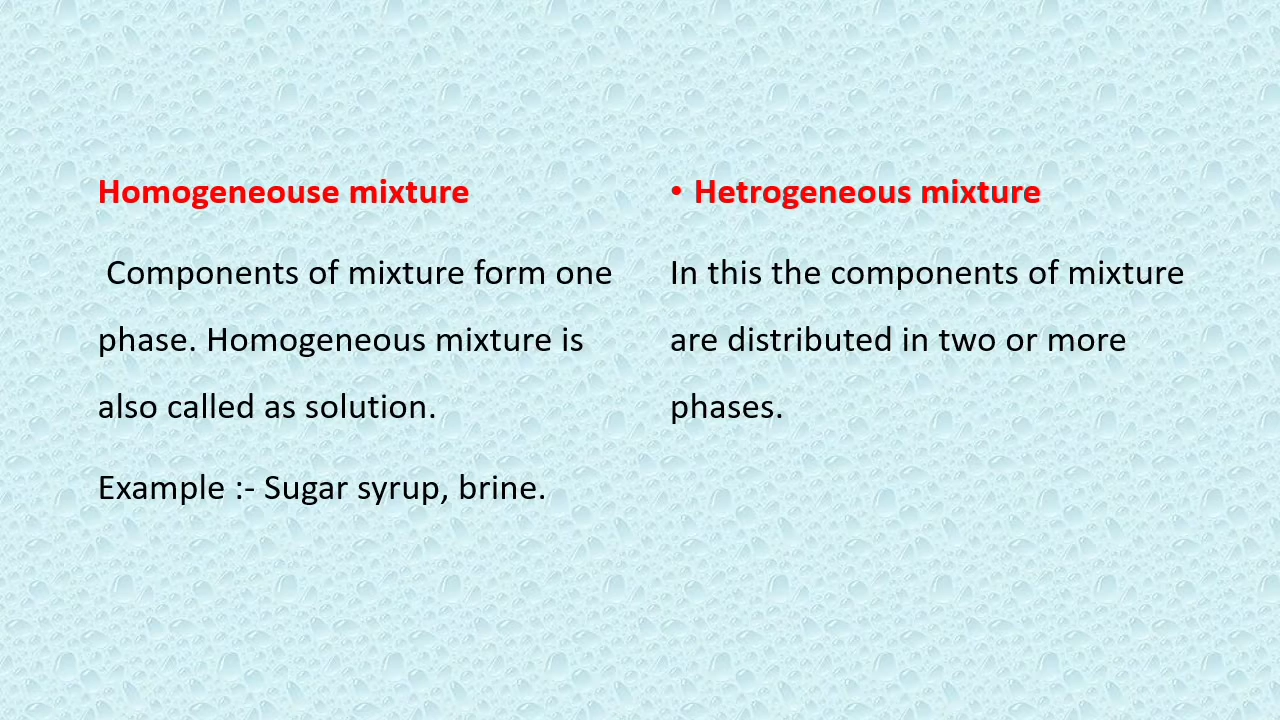 Homogeneouse mixture
Components of mixture form one
phase. Homogeneous mixture is
also called as solution.
Example :- Sugar syrup, brine.
• Hetrogeneous mixture
In this the components of mixture
are distributed in two or more
phases.